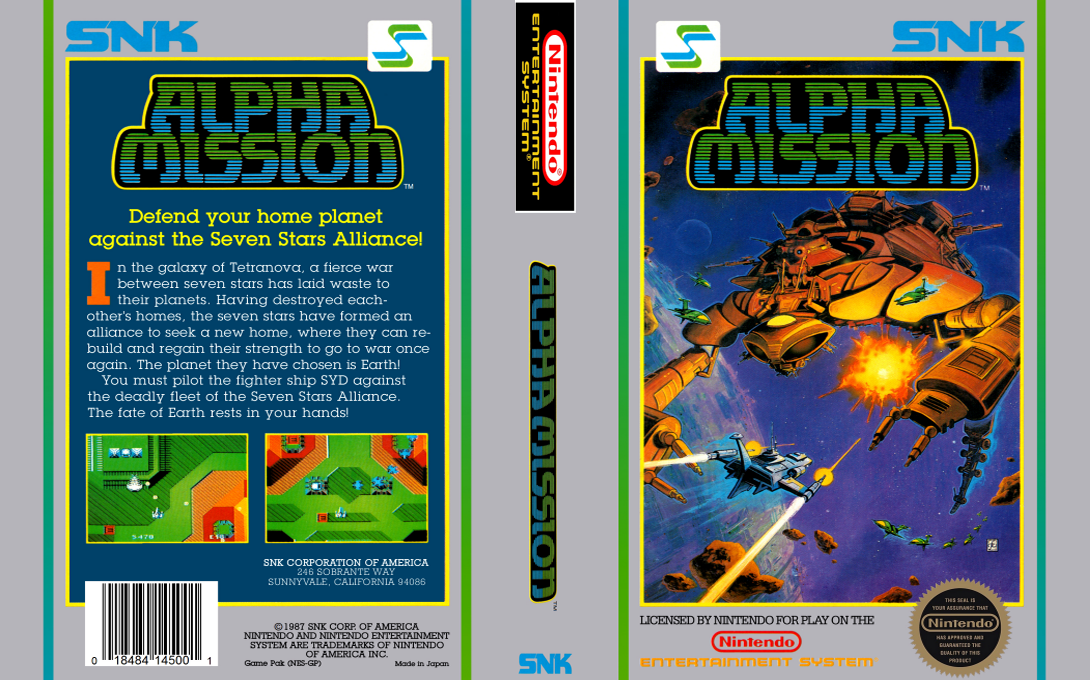 SNK
ALPHA
MISSION
TM
Defend your home planet
against the Seven Stars Alliance!
In the galaxy of Tetranova, a fierce war
between seven stars has laid waste to
their planets. Having destroyed each-
other's homes, the seven stars have formed an
alliance to seek a new home, where they can re-
build and regain their strength to go to war once
again. The planet they have chosen is Earth!
You must pilot the fighter ship SYD against
the deadly fleet of the Seven Stars Alliance.
The fate of Earth rests in your hands!
SNK CORPORATION OF AMERICA
246 SOBRANTE WAY
SUNNYVALE, CALIFORNIA 94086
0 18484 14500 1
©1987 SNK CORP. OF AMERICA
NINTENDO AND NINTENDO ENTERTAINMENT
SYSTEM ARE TRADEMARKS OF NINTENDO
OF AMERICA INC.
Game Pak (NES-GP) Made in Japan
Nintendo®
ENTERTAINMENT
SYSTEM®
ALPHA MISSION
TM
SNK
S
SNK
ALPHA
MISSION
TM
LICENSED BY NINTENDO FOR PLAY ON THE
Nintendo
ENTERTAINMENT SYSTEM
THIS SEAL IS
YOUR ASSURANCE THAT
Nintendo
HAS APPROVED AND
GUARANTEED THE
QUALITY OF THIS
PRODUCT